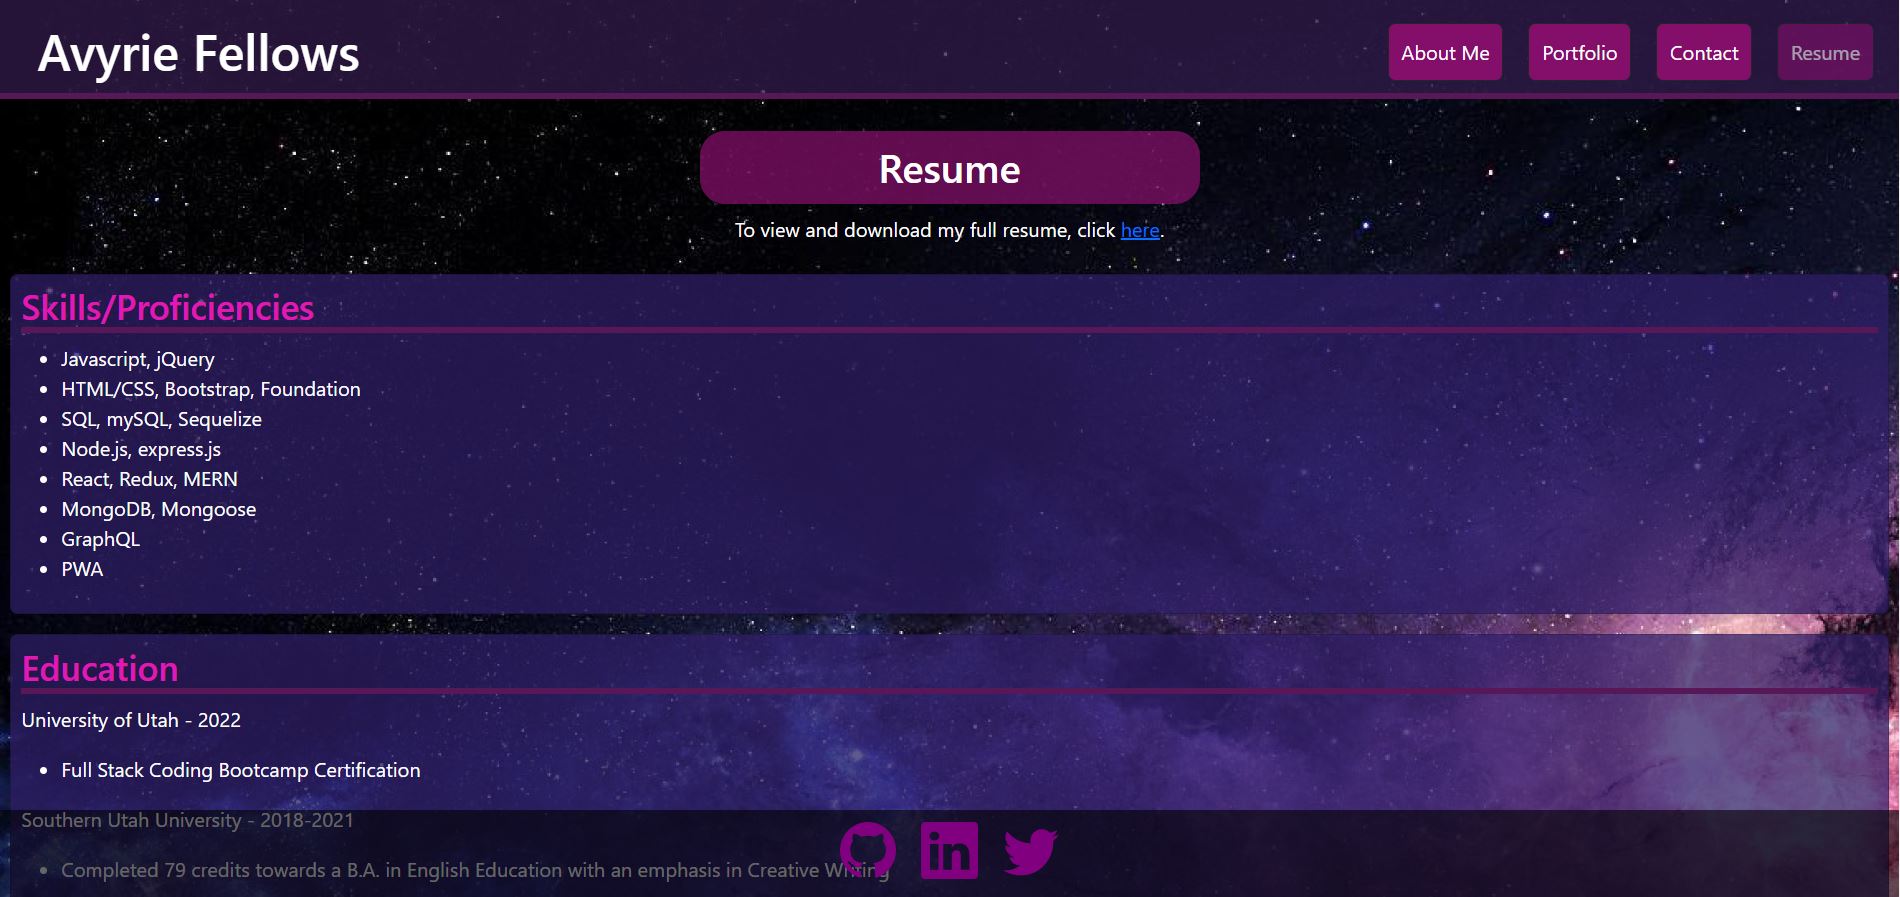 Avyrie Fellows
About Me
Portfolio
Contact
Resume
Resume
To view and download my full resume, click here.
Skills/Proficiencies
• Javascript, jQuery
• HTML/CSS, Bootstrap, Foundation
• SQL, mySQL, Sequelize
• Node.js, express.js
• React, Redux, MERN
• MongoDB, Mongoose
• GraphQL
• PWA
Education
University of Utah - 2022
• Full Stack Coding Bootcamp Certification
Southern Utah University - 2018-2021
• Completed 79 credits towards a B.A. in English Education with an emphasis in Creative Writing
in